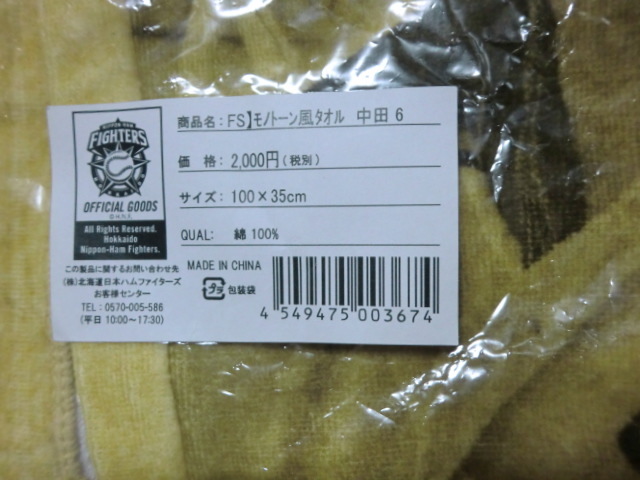 NIPPON-HAM
FIGHTERS
OFFICIAL GOODS
©H.N.F.
All Rights Reserved.
Hokkaido
Nippon-Ham Fighters.
この製品に関するお問い合わせ先
(株)北海道日本ハムファイターズ
お客様センター
TEL:0570-005-586
(平日 10:00~17:30)
商品名:FS】モノトーン風タオル 中田 6
価 格:2,000円(税別)
サイズ:100×35cm
QUAL: 綿 100%
MADE IN CHINA
プラ 包装袋
4 549475 003674